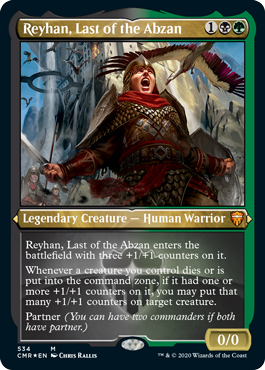 Reyhan, Last of the Abzan 1
Legendary Creature — Human Warrior
Reyhan, Last of the Abzan enters the
battlefield with three +1/+1 counters on it.
Whenever a creature you control dies or is
put into the command zone, if it had one or
more +1/+1 counters on it, you may put that
many +1/+1 counters on target creature.
Partner (You can have two commanders if both
have partner.)
0/0
534 M
CMR ★ EN Chris Rallis
™ & © 2020 Wizards of the Coast